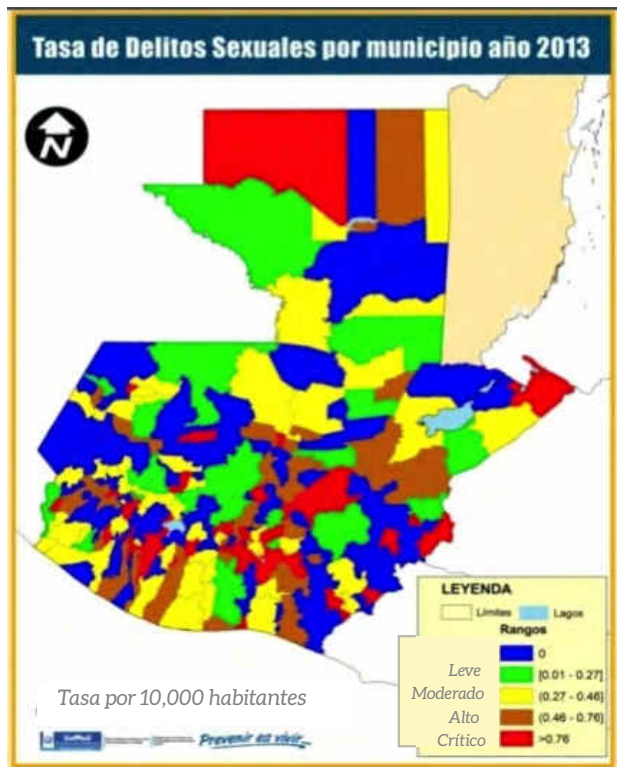 Tasa de Delitos Sexuales por municipio año 2013
N
LEYENDA
Límites Lagos
Rangos
0
Leve [0.01 - 0.27]
Moderado (0.27 - 0.46]
Alto (0.46 - 0.76]
Crítico >0.76
Tasa por 10,000 habitantes
Prevenir es vivir